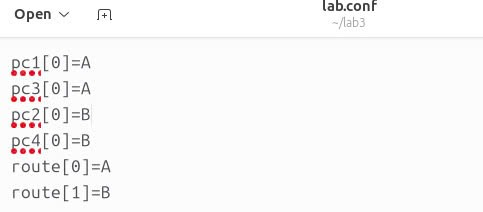 Open
lab.conf
~/lab3
pc1[0]=A
pc3[0]=A
pc2[0]=B
pc4[0]=B
route[0]=A
route[1]=B